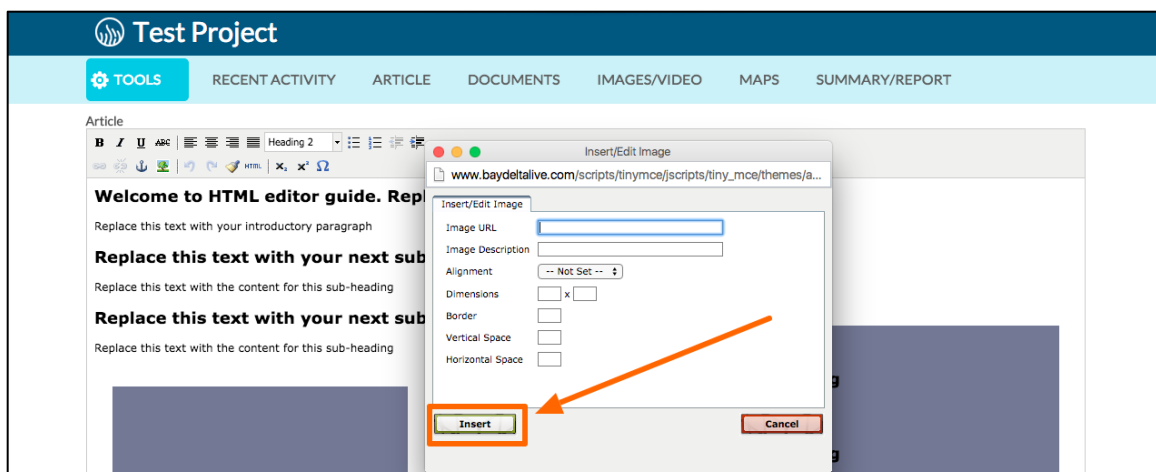 Test Project
TOOLS RECENT ACTIVITY ARTICLE DOCUMENTS IMAGES/VIDEO MAPS SUMMARY/REPORT
Article
B I U ABC Heading 2
HTML x₂ x² Ω
Insert/Edit Image
www.baydeltalive.com/scripts/tinymce/jscripts/tiny_mce/themes/a...
Welcome to HTML editor guide. Repl
Replace this text with your introductory paragraph
Replace this text with your next sub
Replace this text with the content for this sub-heading
Replace this text with your next sub
Replace this text with the content for this sub-heading
Insert/Edit Image
Image URL
Image Description
Alignment -- Not Set --
Dimensions x
Border
Vertical Space
Horizontal Space
Insert Cancel
g
g